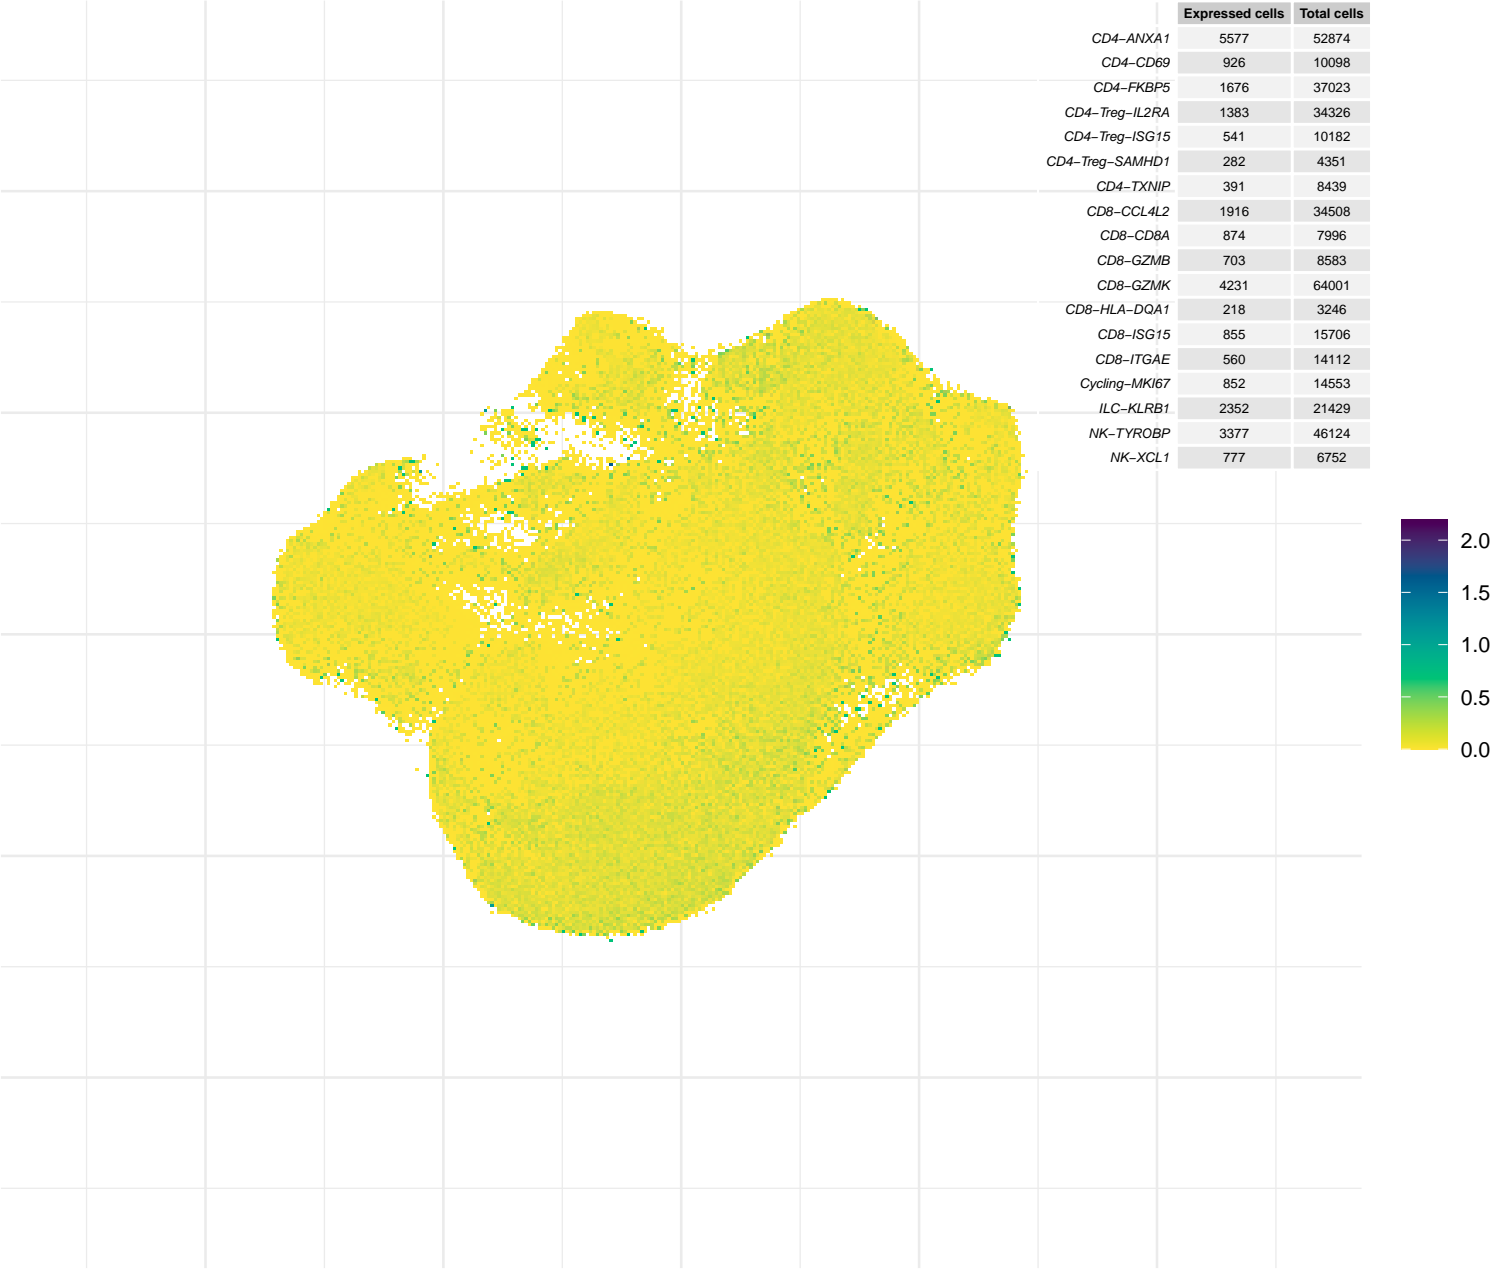 Expressed cells Total cells
CD4−ANXA1 5577 52874
CD4−CD69 926 10098
CD4−FKBP5 1676 37023
CD4−Treg−IL2RA 1383 34326
CD4−Treg−ISG15 541 10182
CD4−Treg−SAMHD1 282 4351
CD4−TXNIP 391 8439
CD8−CCL4L2 1916 34508
CD8−CD8A 874 7996
CD8−GZMB 703 8583
CD8−GZMK 4231 64001
CD8−HLA−DQA1 218 3246
CD8−ISG15 855 15706
CD8−ITGAE 560 14112
Cycling−MKI67 852 14553
ILC−KLRB1 2352 21429
NK−TYROBP 3377 46124
NK−XCL1 777 6752
2.0
1.5
1.0
0.5
0.0